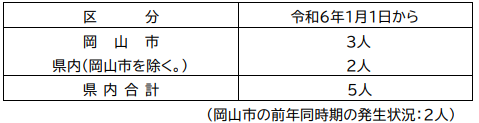 区　　分　令和６年１月１日から
岡　山　市　３人
県内（岡山市を除く。）　２人
県 内 合 計　５人
（岡山市の前年同時期の発生状況：２人）